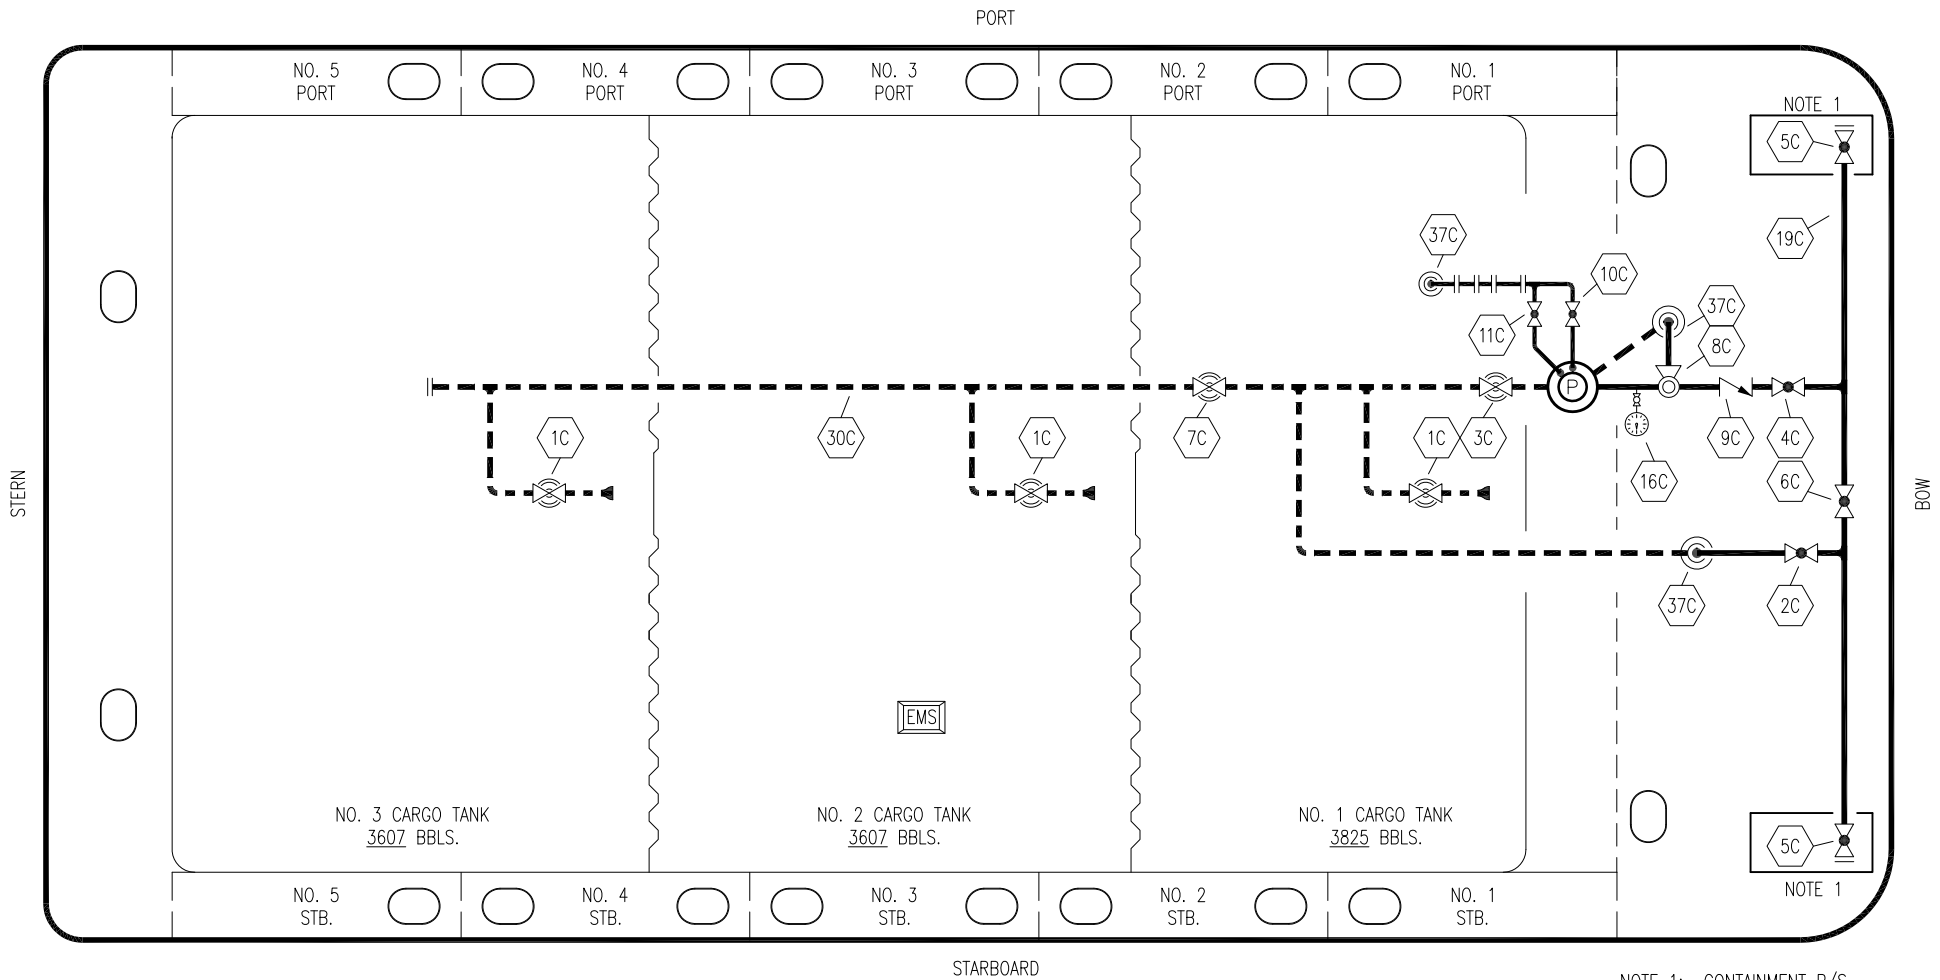 PORT
NO. 5
PORT
NO. 4
PORT
NO. 3
PORT
NO. 2
PORT
NO. 1
PORT
NOTE 1
5C
19C
37C
10C
37C
11C
8C
P
1C
30C
1C
7C
1C
3C
9C
4C
16C
6C
STERN
BOW
37C
2C
EMS
NO. 3 CARGO TANK
3607 BBLS.
NO. 2 CARGO TANK
3607 BBLS.
NO. 1 CARGO TANK
3825 BBLS.
5C
NOTE 1
NO. 5
STB.
NO. 4
STB.
NO. 3
STB.
NO. 2
STB.
NO. 1
STB.
STARBOARD
NOTE 1: CONTAINMENT P/S